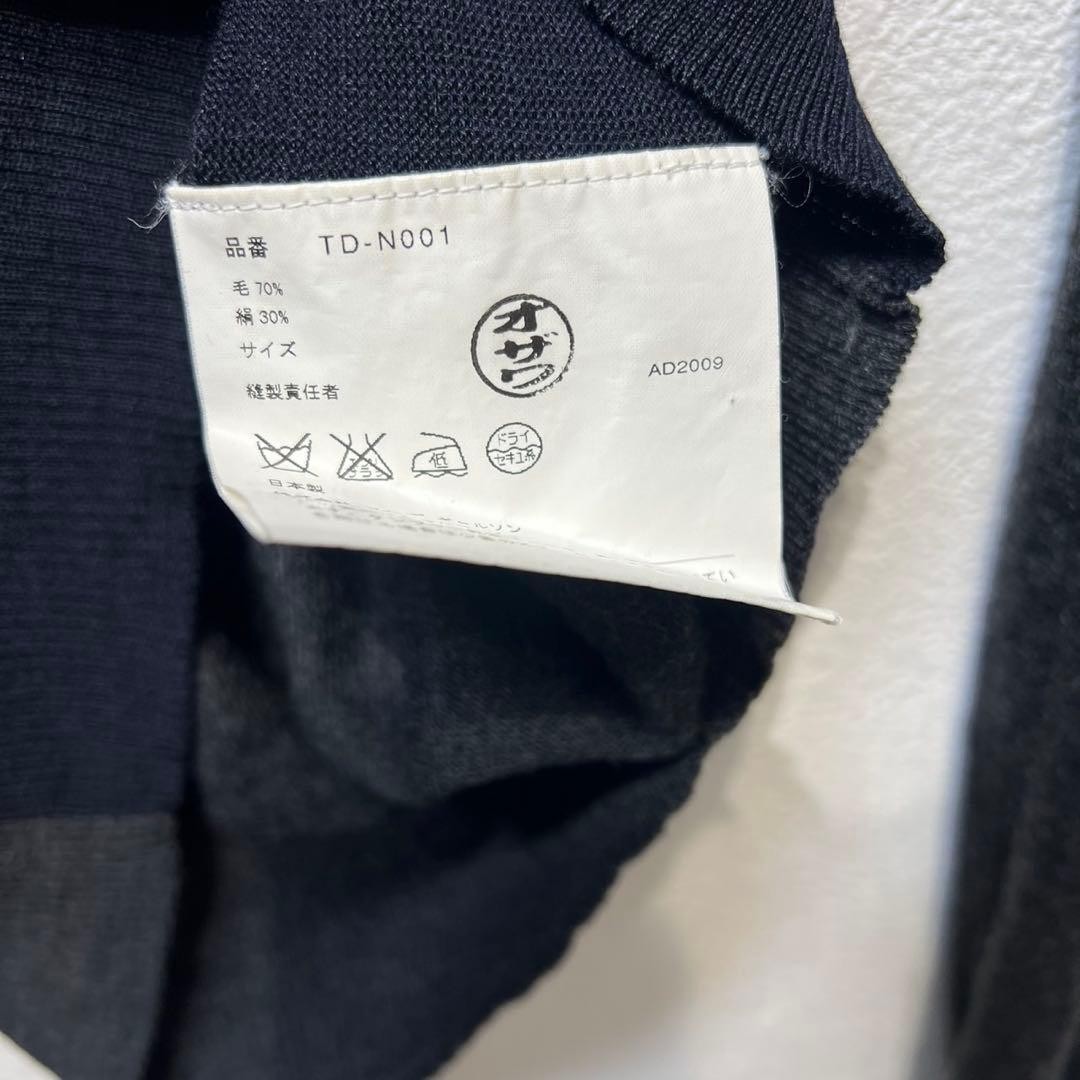 品番 TD-N001
毛 70%
絹 30%
サイズ
縫製責任者
オザワ
AD2009
低
ドライ
セキユ系
日本製